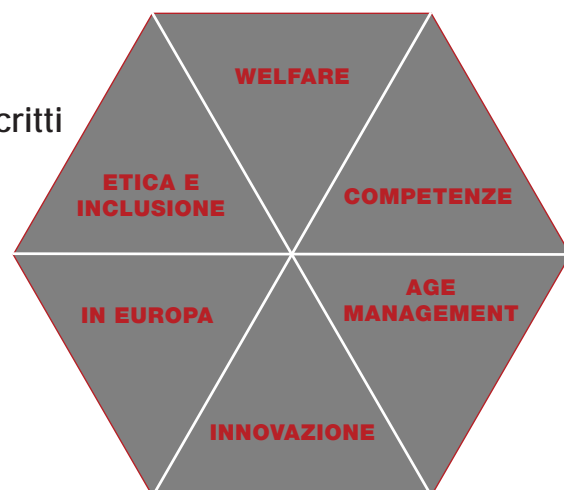 WELFARE
critti
ETICA E
INCLUSIONE
COMPETENZE
AGE
MANAGEMENT
IN EUROPA
INNOVAZIONE